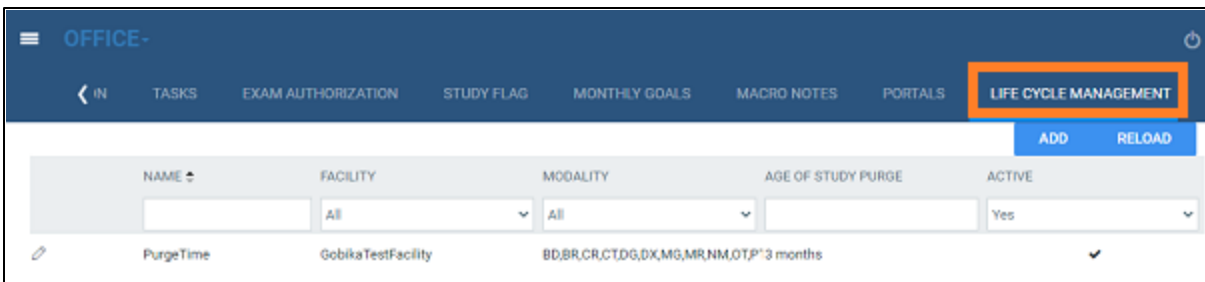 OFFICE-
IN TASKS EXAM AUTHORIZATION STUDY FLAG MONTHLY GOALS MACRO NOTES PORTALS LIFE CYCLE MANAGEMENT
ADD RELOAD
NAME FACILITY MODALITY AGE OF STUDY PURGE ACTIVE
All All Yes
PurgeTime GobikaTestFacility BD,BR,CR,CT,DG,DX,MG,MR,NM,OT,P 3 months